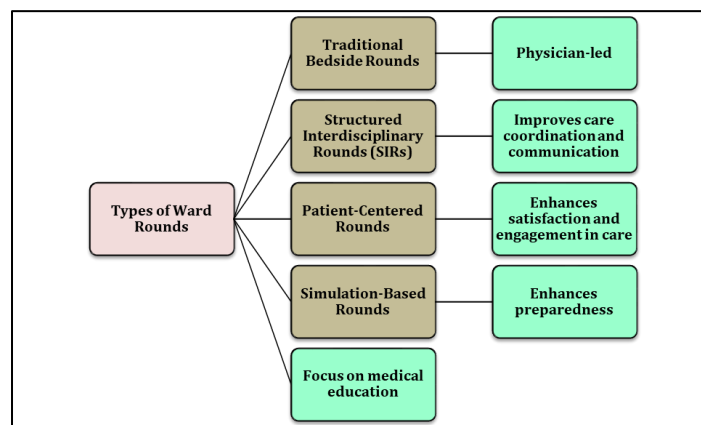 Traditional
Bedside Rounds
Physician-led
Structured
Interdisciplinary
Rounds (SIRs)
Improves care
coordination and
communication
Types of Ward
Rounds
Patient-Centered
Rounds
Enhances
satisfaction and
engagement in care
Simulation-Based
Rounds
Enhances
preparedness
Focus on medical
education